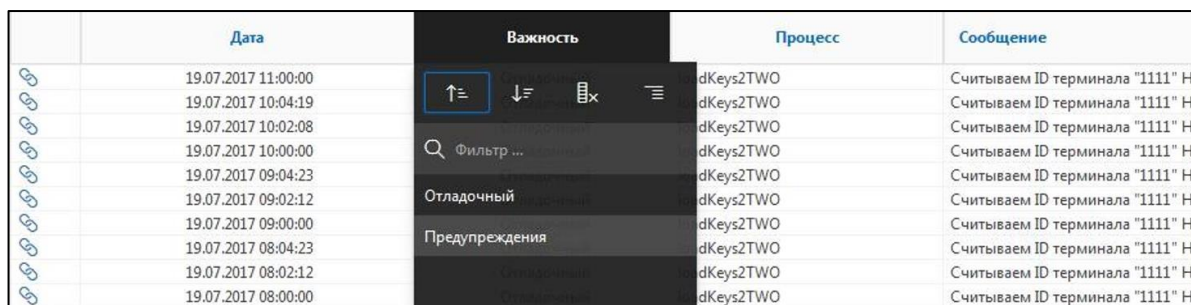 Дата Важность Процесс Сообщение
19.07.2017 11:00:00 dKeys2TWO Считываем ID терминала "1111" Н
19.07.2017 10:04:19 dKeys2TWO Считываем ID терминала "1111" Н
19.07.2017 10:02:08 dKeys2TWO Считываем ID терминала "1111" Н
19.07.2017 10:00:00 Фильтр ... dKeys2TWO Считываем ID терминала "1111" Н
19.07.2017 09:04:23 dKeys2TWO Считываем ID терминала "1111" Н
19.07.2017 09:02:12 Отладочный dKeys2TWO Считываем ID терминала "1111" Н
19.07.2017 09:00:00 dKeys2TWO Считываем ID терминала "1111" Н
19.07.2017 08:04:23 Предупреждения dKeys2TWO Считываем ID терминала "1111" Н
19.07.2017 08:02:12 dKeys2TWO Считываем ID терминала "1111" Н
19.07.2017 08:00:00 dKeys2TWO Считываем ID терминала "1111" Н